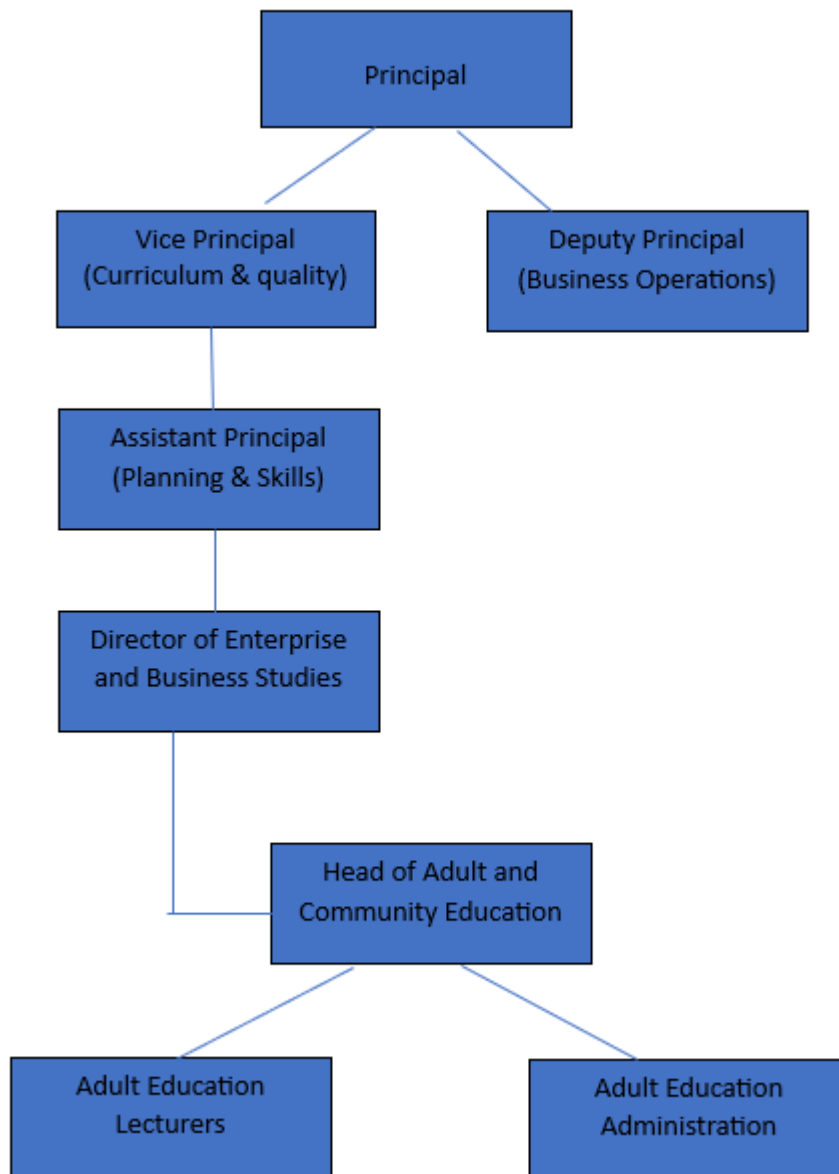 Principal
Vice Principal
(Curriculum & quality)
Deputy Principal
(Business Operations)
Assistant Principal
(Planning & Skills)
Director of Enterprise
and Business Studies
Head of Adult and
Community Education
Adult Education
Lecturers
Adult Education
Administration